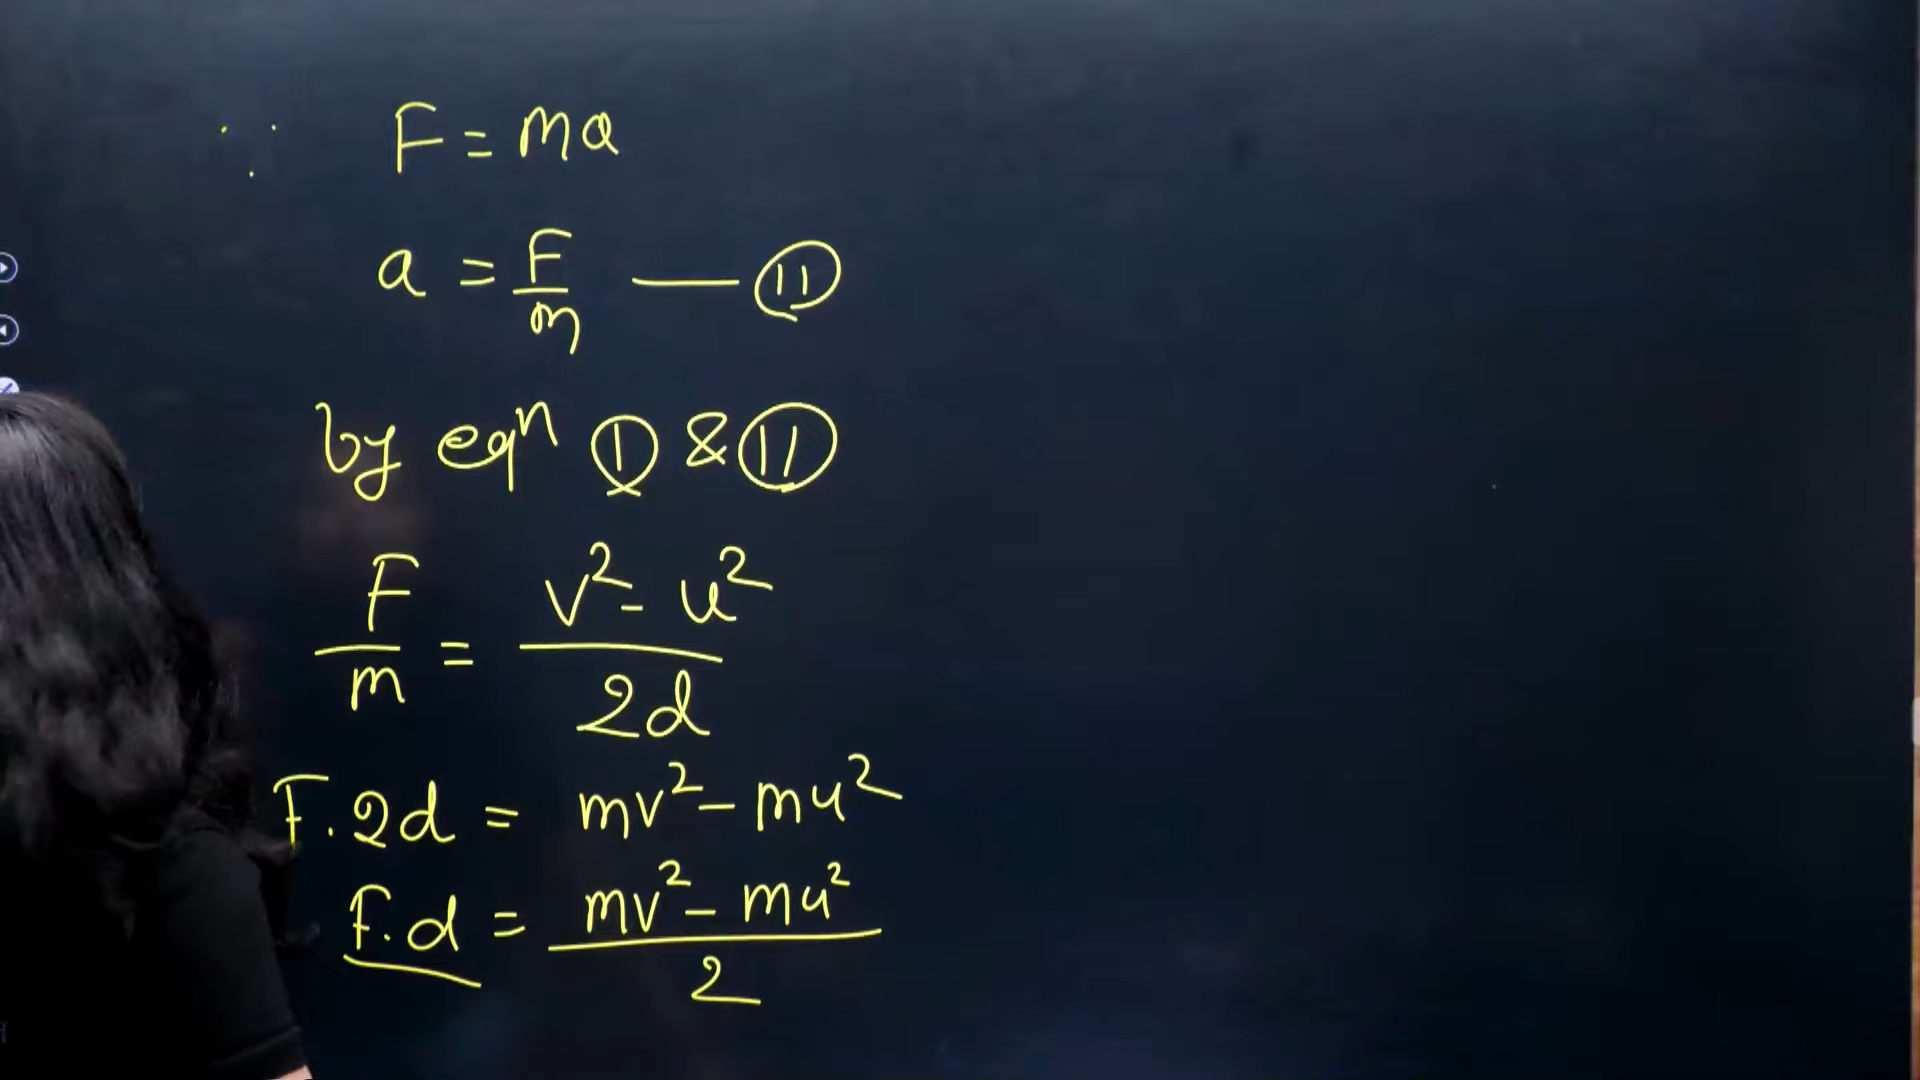 ∵ F = ma
a = F/m — (II)
by eqⁿ (I) & (II)
F/m = v² - u² / 2d
F. 2d = mv² - mu²
F. d = mv² - mu² / 2